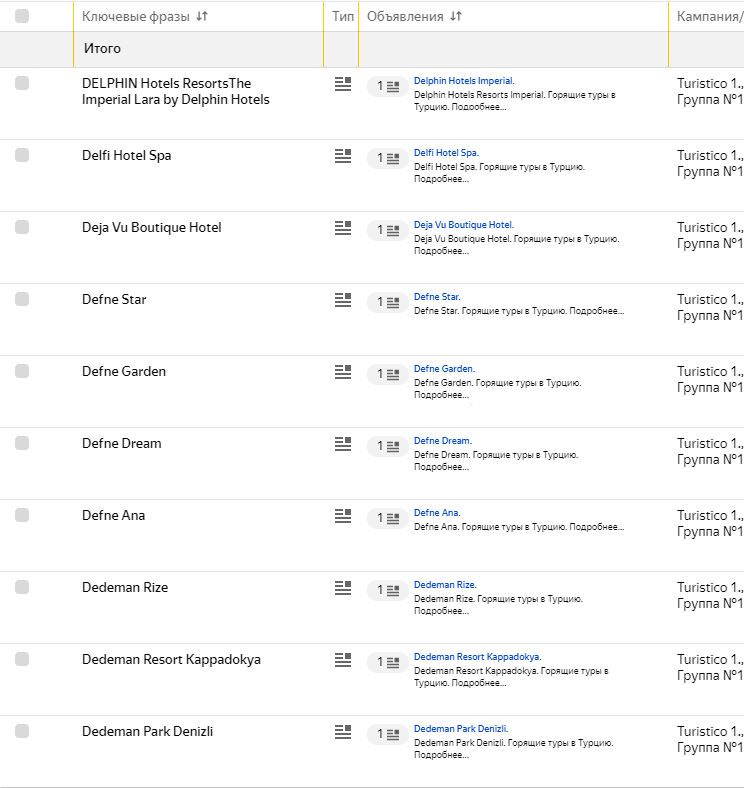 Ключевые фразы Тип Объявления Кампания/
Итого
DELPHIN Hotels ResortsThe
Imperial Lara by Delphin Hotels
1
Delphin Hotels Imperial.
Delphin Hotels Resorts Imperial. Горящие туры в
Турцию. Подробнее...
Turistico 1.,
Группа №1
Delfi Hotel Spa
1
Delfi Hotel Spa.
Delfi Hotel Spa. Горящие туры в Турцию.
Подробнее...
Turistico 1.,
Группа №1
Deja Vu Boutique Hotel
1
Deja Vu Boutique Hotel.
Deja Vu Boutique Hotel. Горящие туры в Турцию.
Подробнее...
Turistico 1.,
Группа №1
Defne Star
1
Defne Star.
Defne Star. Горящие туры в Турцию. Подробнее...
Turistico 1.,
Группа №1
Defne Garden
1
Defne Garden.
Defne Garden. Горящие туры в Турцию.
Подробнее...
Turistico 1.,
Группа №1
Defne Dream
1
Defne Dream.
Defne Dream. Горящие туры в Турцию.
Подробнее...
Turistico 1.,
Группа №1
Defne Ana
1
Defne Ana.
Defne Ana. Горящие туры в Турцию. Подробнее...
Turistico 1.,
Группа №1
Dedeman Rize
1
Dedeman Rize.
Dedeman Rize. Горящие туры в Турцию.
Подробнее...
Turistico 1.,
Группа №1
Dedeman Resort Kappadokya
1
Dedeman Resort Kappadokya.
Dedeman Resort Kappadokya. Горящие туры в
Турцию. Подробнее...
Turistico 1.,
Группа №1
Dedeman Park Denizli
1
Dedeman Park Denizli.
Dedeman Park Denizli. Горящие туры в Турцию.
Подробнее...
Turistico 1.,
Группа №1